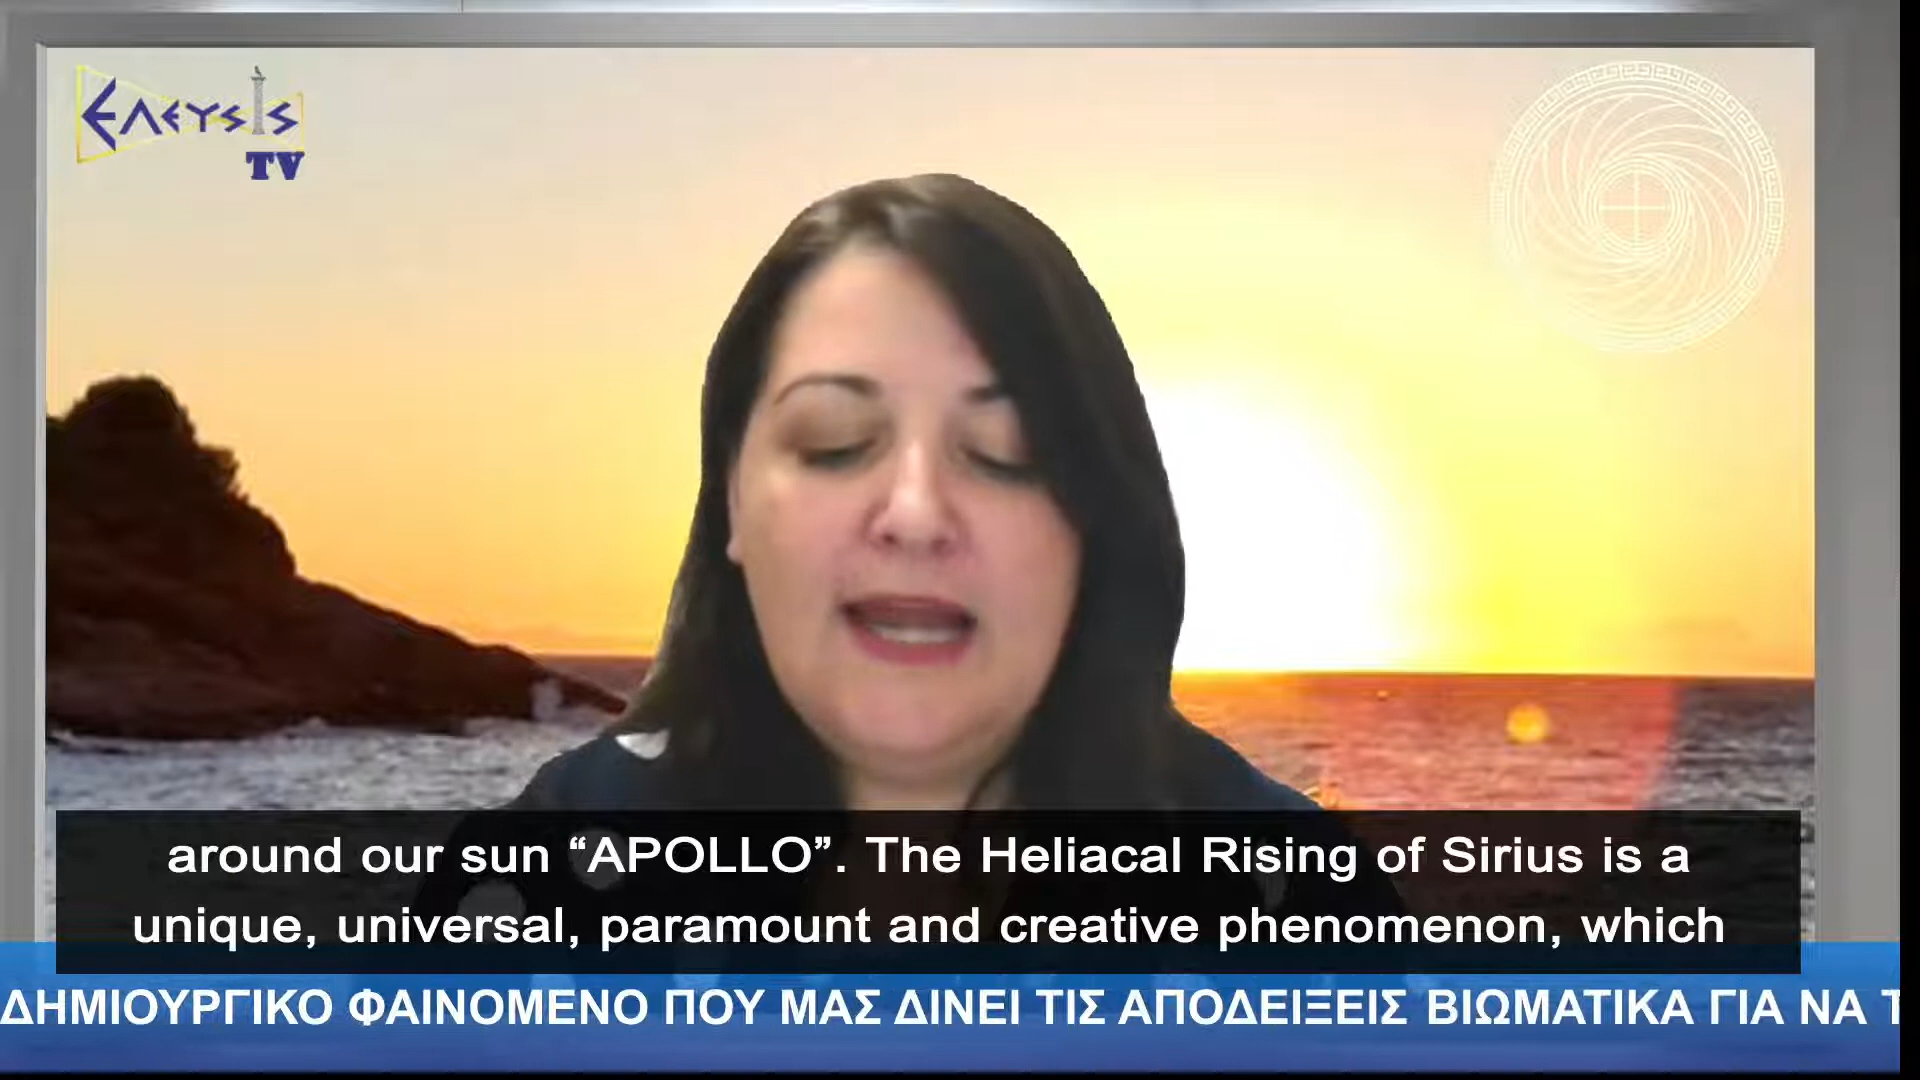 ΕΛΕΥΣΙΣ
TV
around our sun “APOLLO”. The Heliacal Rising of Sirius is a
unique, universal, paramount and creative phenomenon, which
ΔΗΜΙΟΥΡΓΙΚΟ ΦΑΙΝΟΜΕΝΟ ΠΟΥ ΜΑΣ ΔΙΝΕΙ ΤΙΣ ΑΠΟΔΕΙΞΕΙΣ ΒΙΩΜΑΤΙΚΑ ΓΙΑ ΝΑ Τ